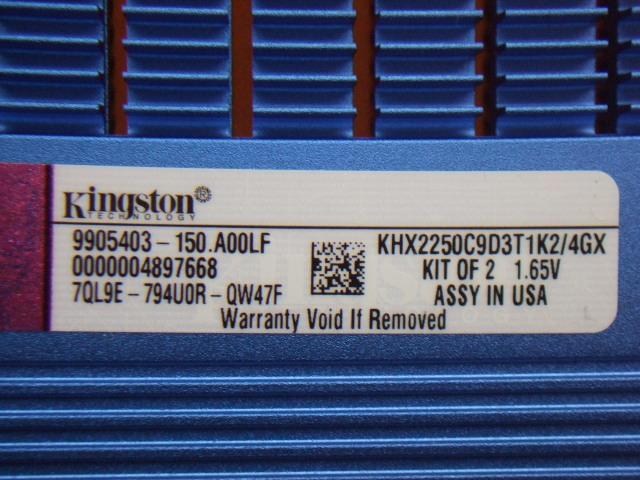 Kingston®
TECHNOLOGY
9905403-150.A00LF
0000004897668
7QL9E-794U0R-QW47F
KHX2250C9D3T1K2/4GX
KIT OF 2 1.65V
ASSY IN USA
Warranty Void If Removed
L